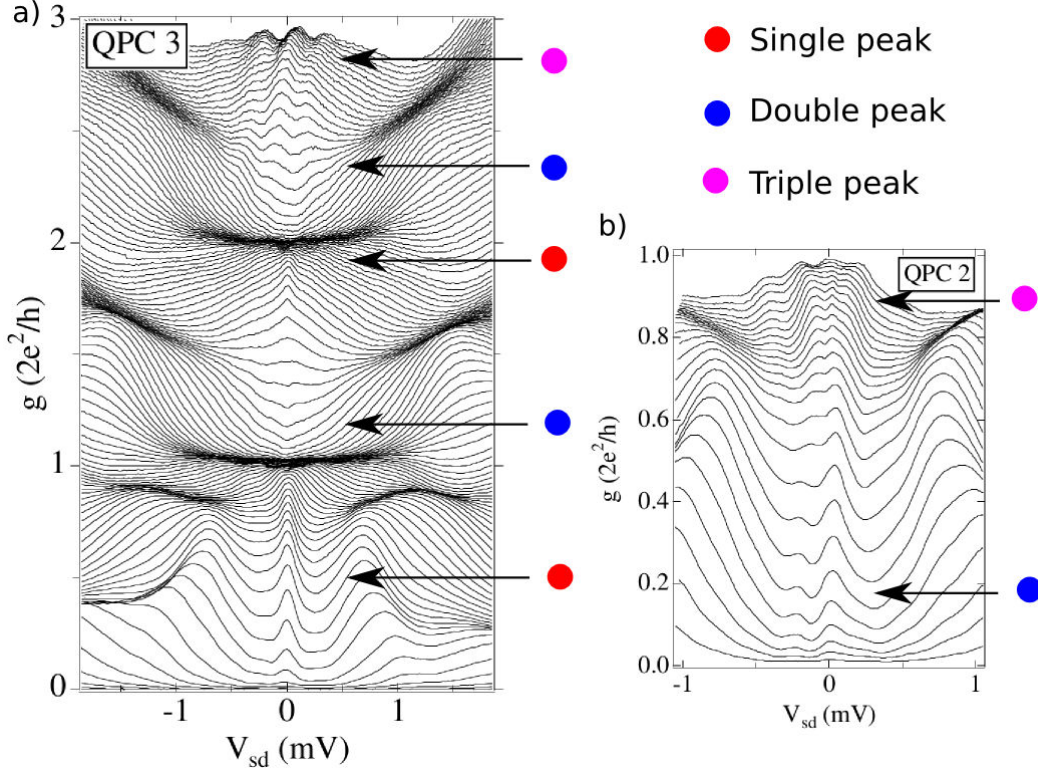 a)
QPC 3
3
2
1
0
g (2e²/h)
-1
0
1
V_sd (mV)
Single peak
Double peak
Triple peak
b)
QPC 2
1.0
0.8
0.6
0.4
0.2
0.0
g (2e²/h)
-1
0
1
V_sd (mV)